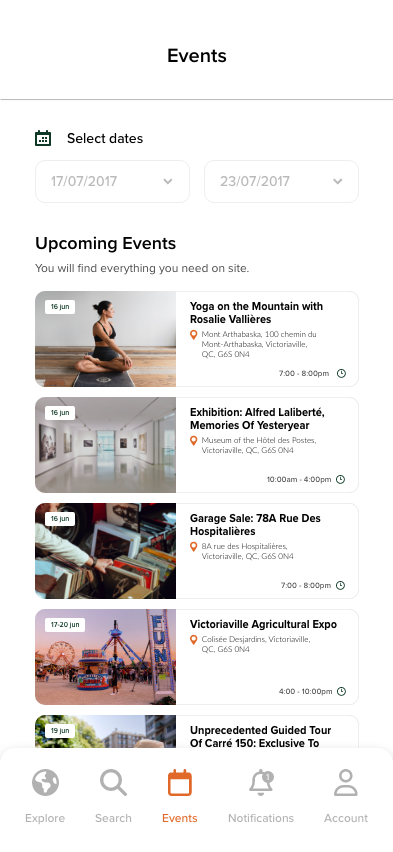 Events
Select dates
17/07/2017
23/07/2017
Upcoming Events
You will find everything you need on site.
16 jun
Yoga on the Mountain with
Rosalie Vallières
Mont Arthabaska, 100 chemin du
Mont-Arthabaska, Victoriaville,
QC, G6S 0N4
7:00 - 8:00pm
16 jun
Exhibition: Alfred Laliberté,
Memories Of Yesteryear
Museum of the Hôtel des Postes,
Victoriaville, QC, G6S 0N4
10:00am - 4:00pm
16 jun
Garage Sale: 78A Rue Des
Hospitalières
8A rue des Hospitalières,
Victoriaville, QC, G6S 0N4
7:00 - 8:00pm
17-20 jun
FUN
Victoriaville Agricultural Expo
Colisée Desjardins, Victoriaville,
QC, G6S 0N4
4:00 - 10:00pm
19 jun
Unprecedented Guided Tour
Of Carré 150: Exclusive To
1
Explore
Search
Events
Notifications
Account